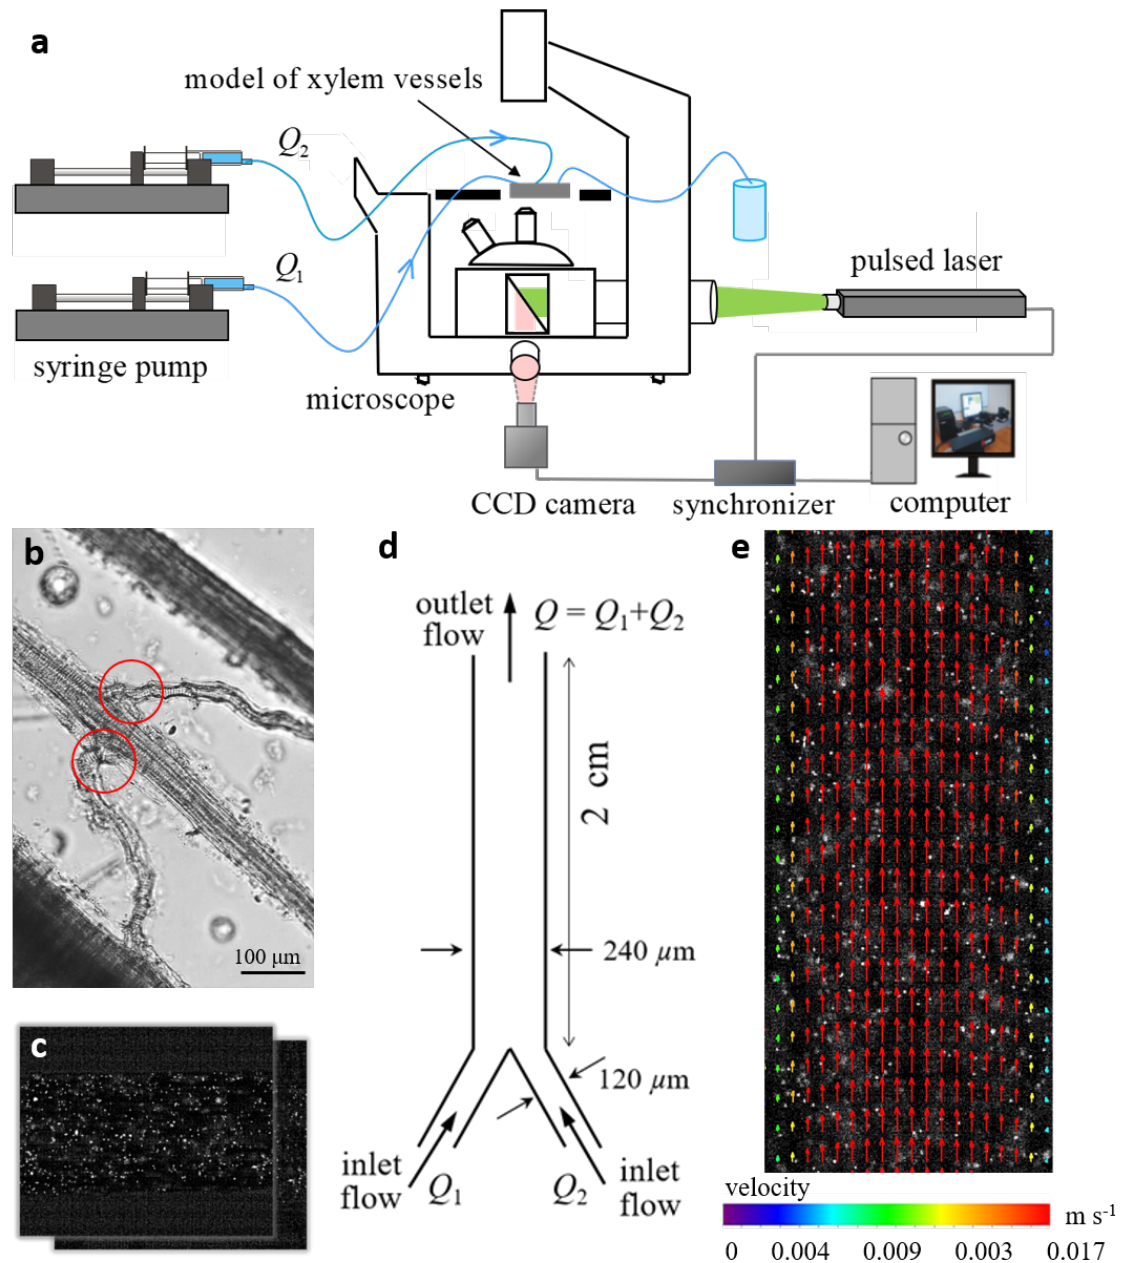 a
model of xylem vessels
Q₂
Q₁
syringe pump
microscope
pulsed laser
CCD camera
synchronizer
computer
b
100 μm
c
d
outlet
flow
Q = Q₁+Q₂
2 cm
240 μm
120 μm
inlet
flow
Q₁
Q₂
inlet
flow
e
velocity
m s⁻¹
0 0.004 0.009 0.003 0.017